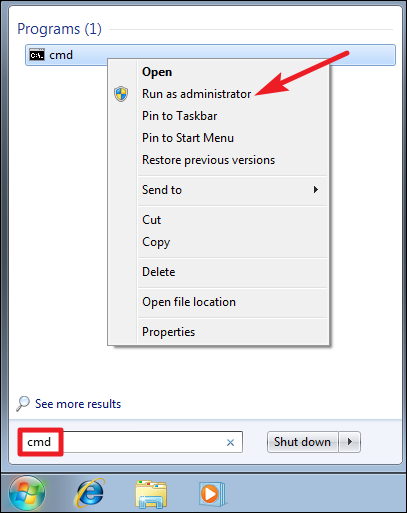 Programs (1)
cmd
Open
Run as administrator
Pin to Taskbar
Pin to Start Menu
Restore previous versions
Send to
Cut
Copy
Delete
Open file location
Properties
See more results
cmd
Shut down